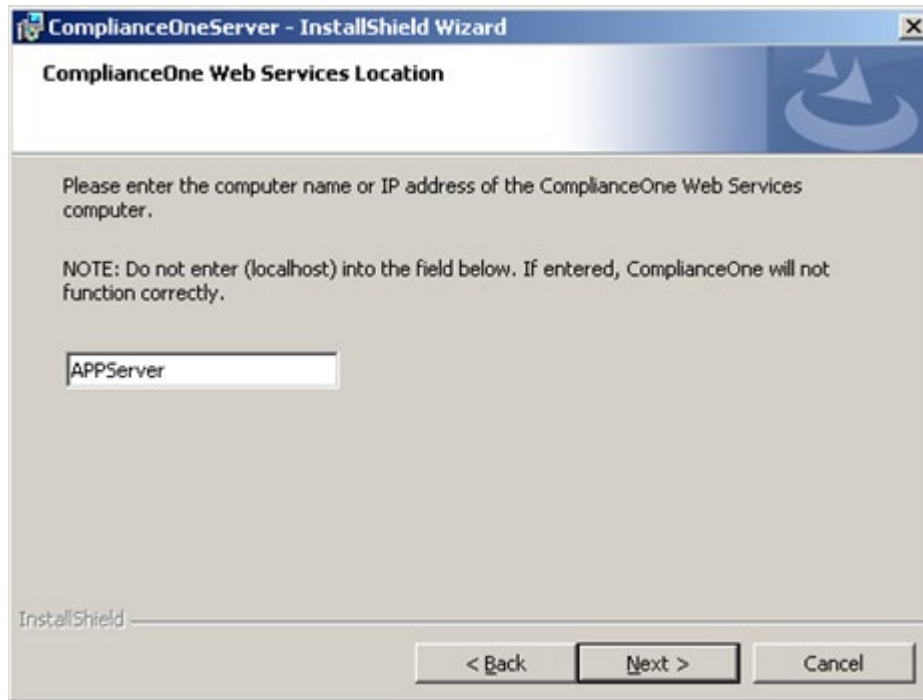 ComplianceOneServer - InstallShield Wizard
ComplianceOne Web Services Location
Please enter the computer name or IP address of the ComplianceOne Web Services
computer.
NOTE: Do not enter (localhost) into the field below. If entered, ComplianceOne will not
function correctly.
APPServer
InstallShield
< Back
Next >
Cancel